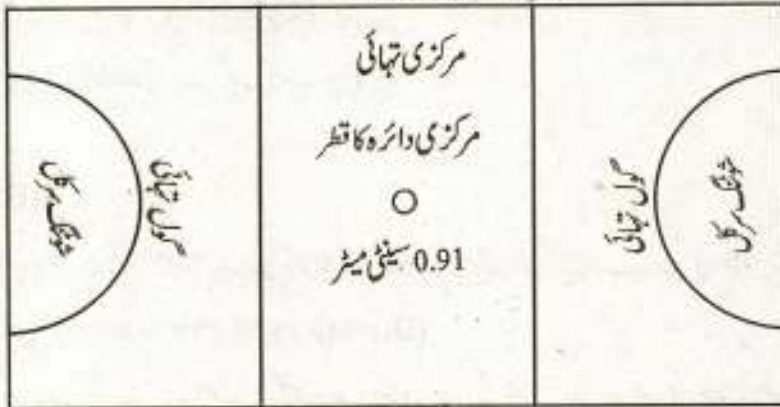 مرکزی تہائی
مرکزی دائرہ کا قطر
0.91 سینٹی میٹر
گول تہائی
شوٹنگ سرکل
گول تہائی
شوٹنگ سرکل